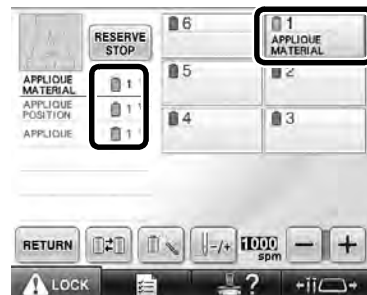 RESERVE
STOP
6
1
APPLIQUE
MATERIAL
APPLIQUE
MATERIAL
1
5
2
APPLIQUE
POSITION
1
4
3
APPLIQUE
1
RETURN
-/+
1000
spm
-
+
LOCK
?